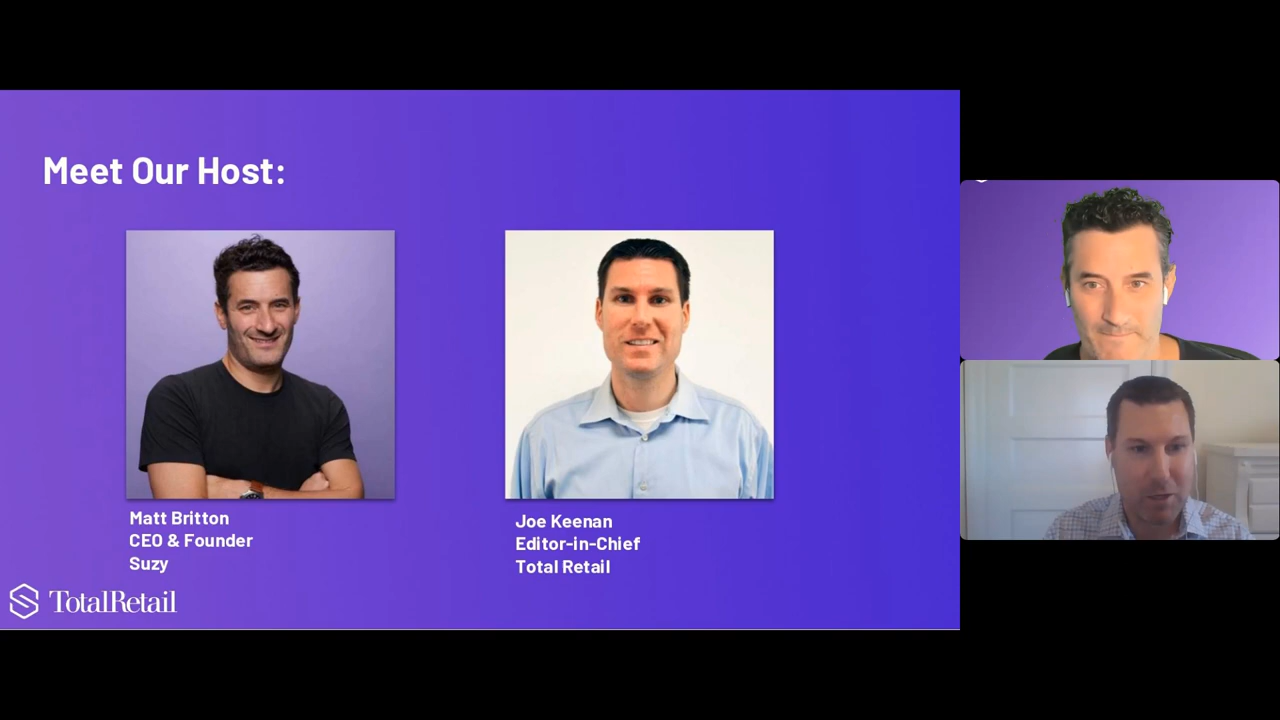 Meet Our Host:
Matt Britton
CEO & Founder
Suzy
Joe Keenan
Editor-in-Chief
Total Retail
TotalRetail